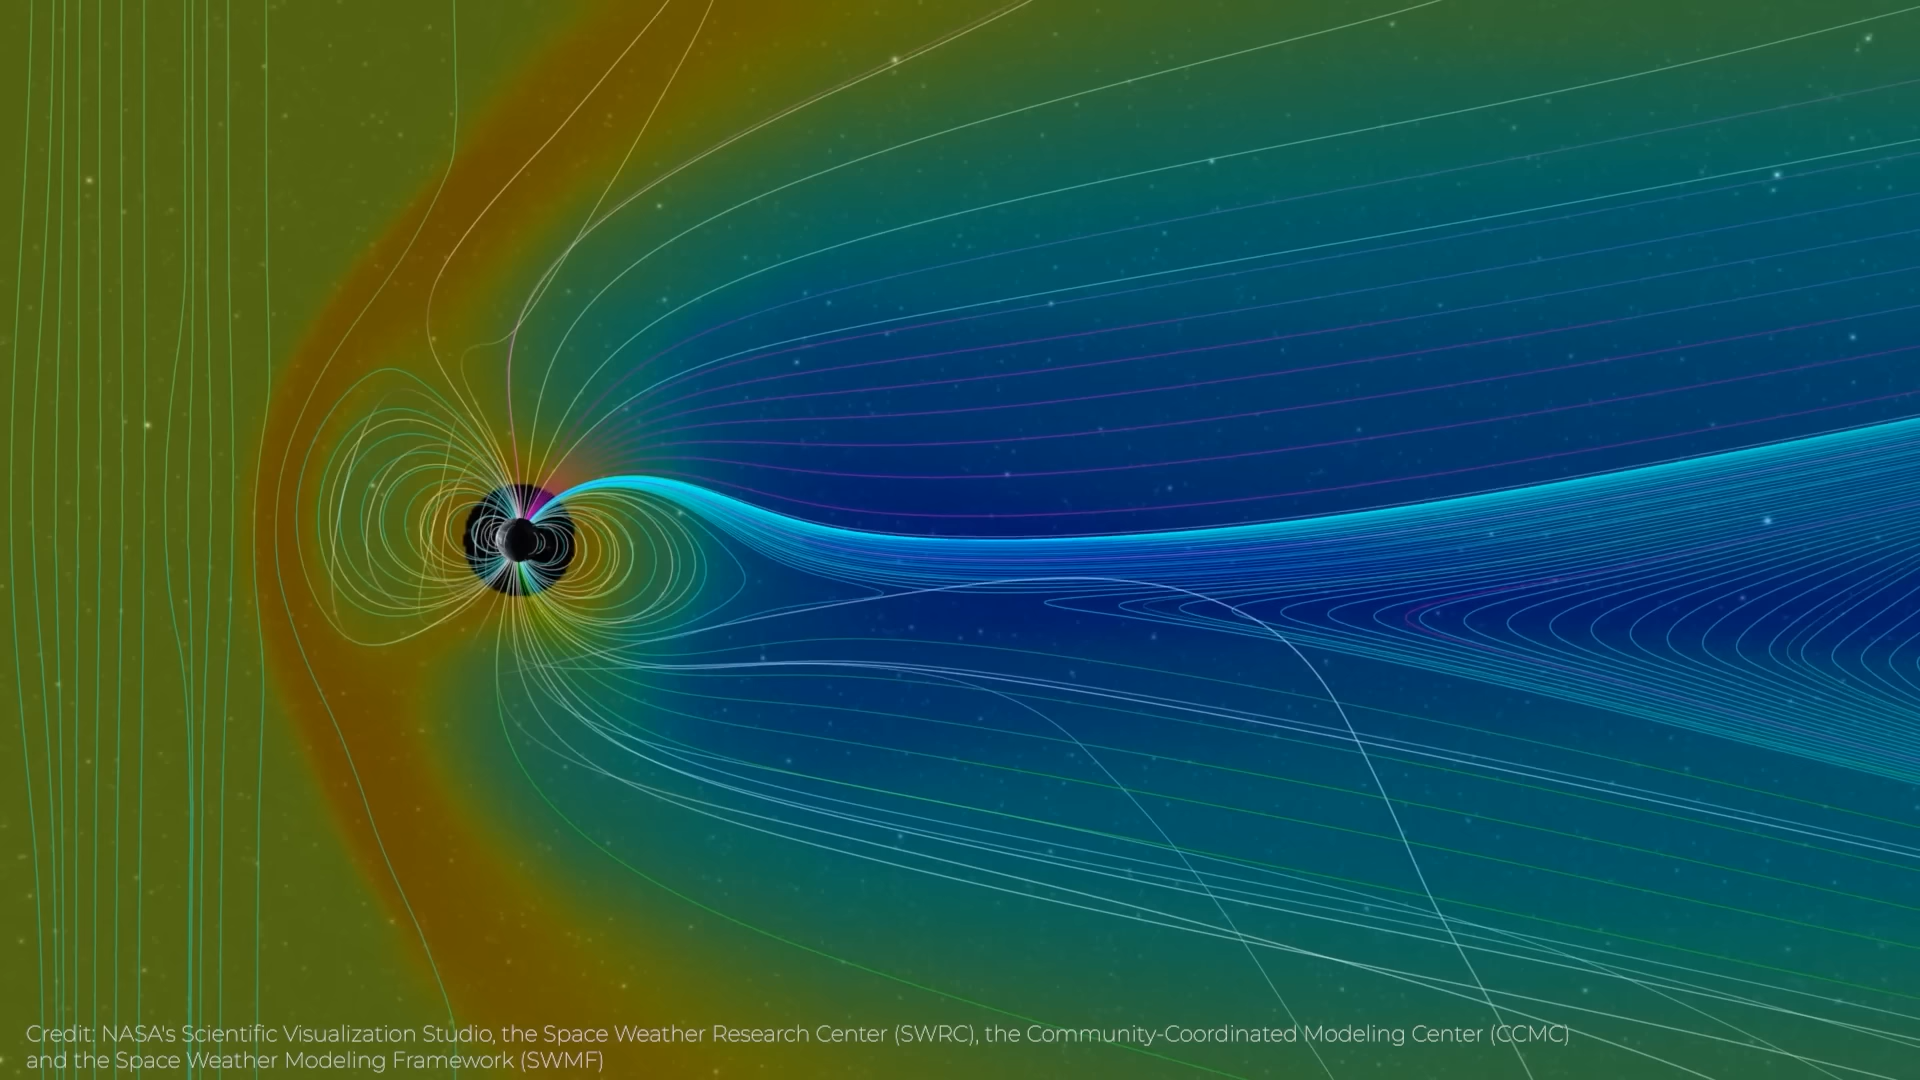 Credit: NASA's Scientific Visualization Studio, the Space Weather Research Center (SWRC), the Community-Coordinated Modeling Center (CCMC)
and the Space Weather Modeling Framework (SWMF)